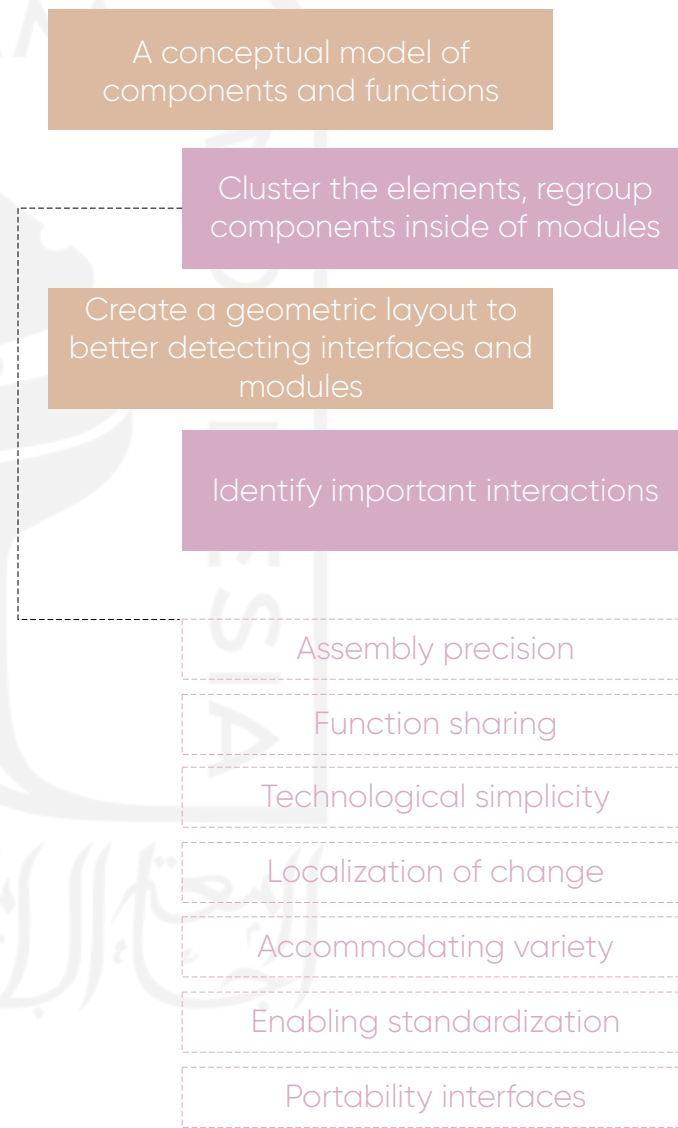 A conceptual model of
components and functions
Cluster the elements, regroup
components inside of modules
Create a geometric layout to
better detecting interfaces and
modules
Identify important interactions
Assembly precision
Function sharing
Technological simplicity
Localization of change
Accommodating variety
Enabling standardization
Portability interfaces